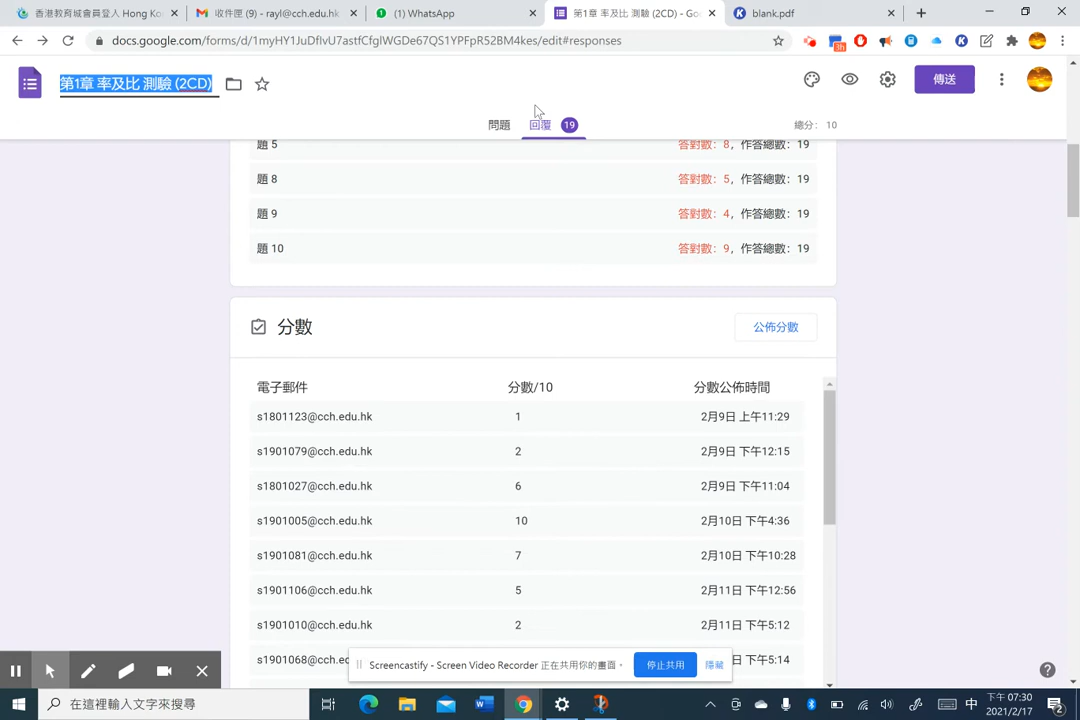 香港教育城會員登入 Hong Ko
收件匣 (9) - rayl@cch.edu.hk
(1) WhatsApp
第1章 率及比 測驗 (2CD) - Go
blank.pdf
docs.google.com/forms/d/1myHY1JuDfIvU7astfCfgIWGDe67QS1YPFpR52BM4kes/edit#responses
3h
第1章 率及比 測驗 (2CD)
傳送
問題
回覆 19
總分： 10
題 5 答對數：8，作答總數：19
題 8 答對數：5，作答總數：19
題 9 答對數：4，作答總數：19
題 10 答對數：9，作答總數：19
分數
公佈分數
電子郵件 分數/10 分數公佈時間
s1801123@cch.edu.hk 1 2月9日 上午11:29
s1901079@cch.edu.hk 2 2月9日 下午12:15
s1801027@cch.edu.hk 6 2月9日 下午11:04
s1901005@cch.edu.hk 10 2月10日 下午4:36
s1901081@cch.edu.hk 7 2月10日 下午10:28
s1901106@cch.edu.hk 5 2月11日 下午12:56
s1901010@cch.edu.hk 2 2月11日 下午5:12
s1901068@cc 日 下午5:14
Screencastify - Screen Video Recorder 正在共用你的畫面。
停止共用
隱藏
在這裡輸入文字來搜尋
中
下午 07:30
2021/2/17
2